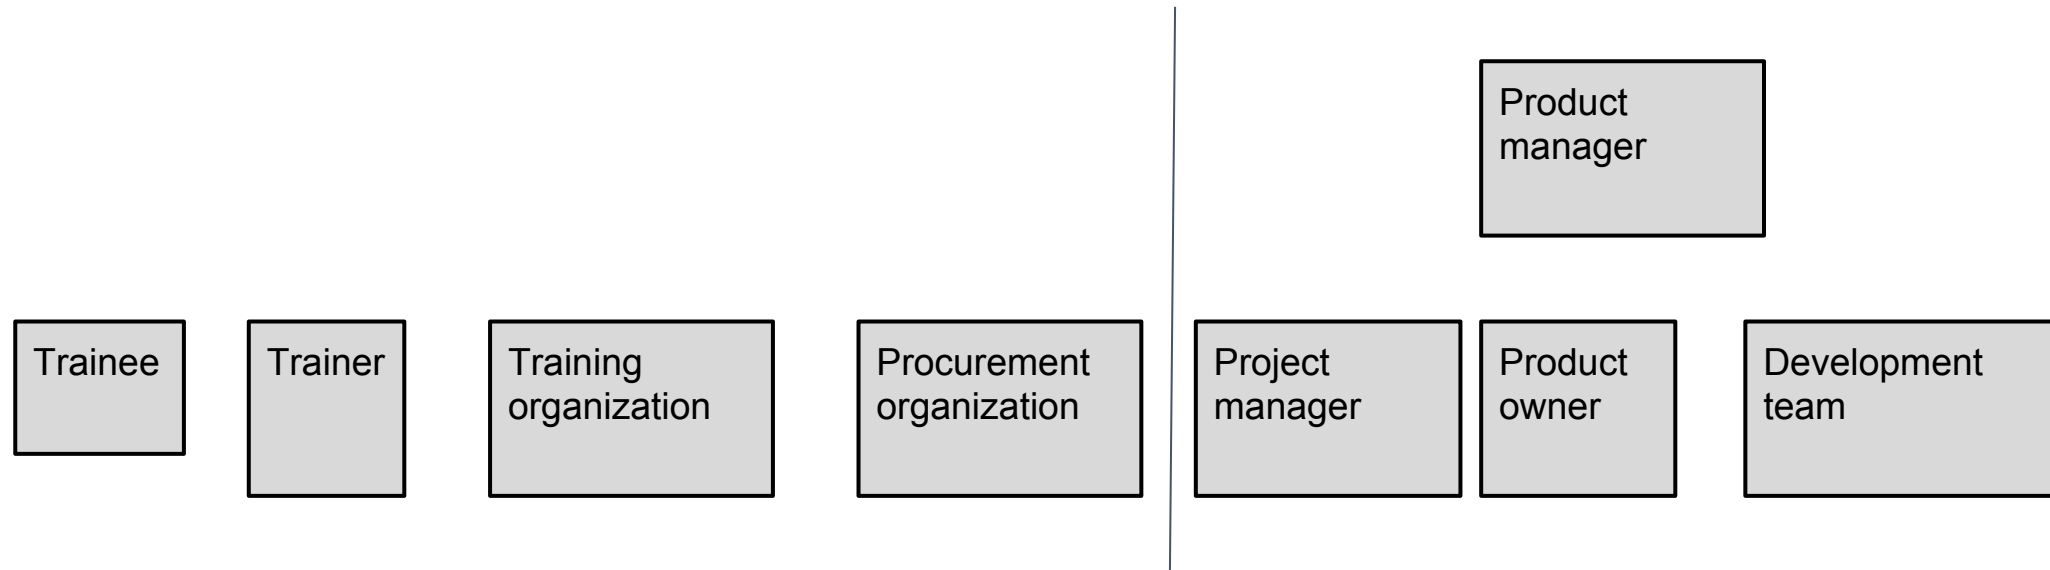 Product
manager
Trainee
Trainer
Training
organization
Procurement
organization
Project
manager
Product
owner
Development
team